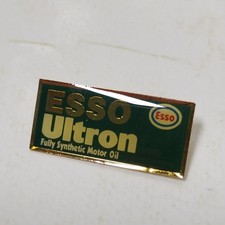 ESSO
Esso
Ultron
Fully Synthetic Motor Oil